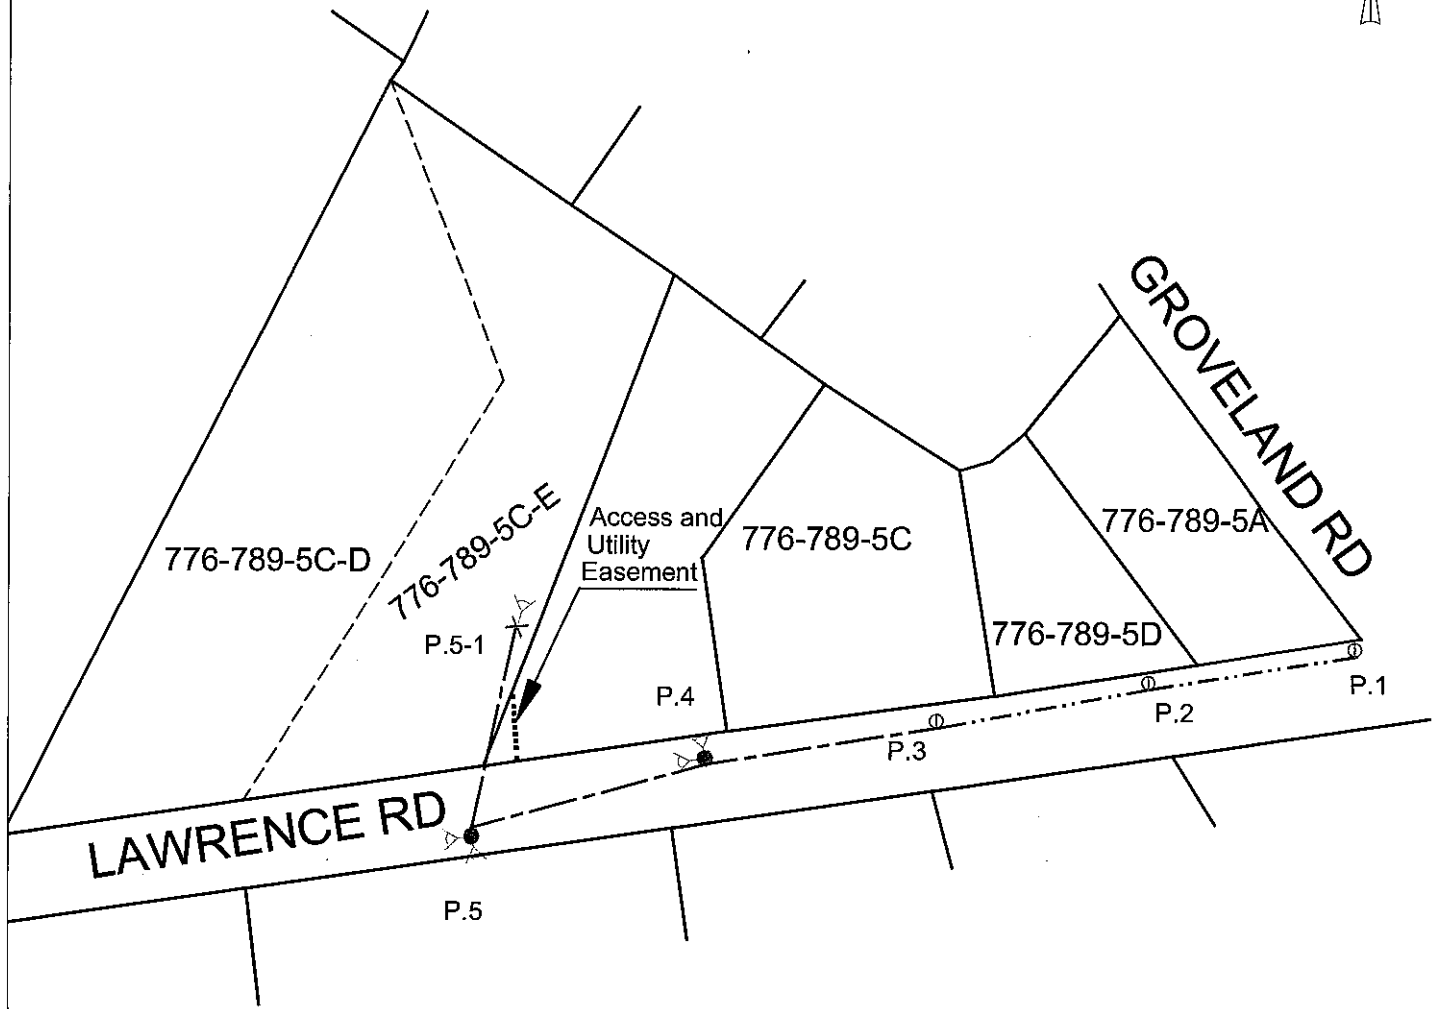 GROVELAND RD
776-789-5C-D
776-789-5C-E
Access and
Utility
Easement
776-789-5C
776-789-5A
776-789-5D
P.5-1
P.4
P.3
P.2
P.1
LAWRENCE RD
P.5